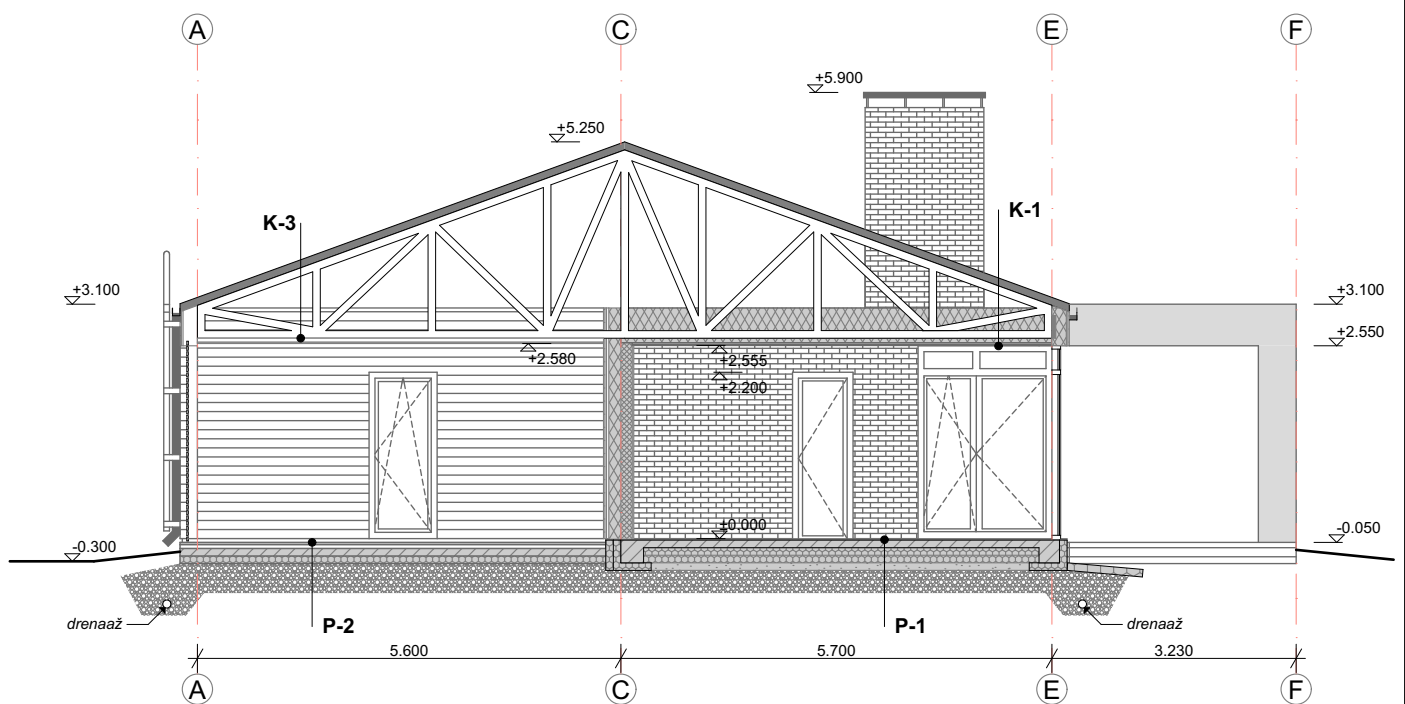 A C E F
+5.900
+5.250
K-3 K-1
+3.100 +3.100
+2.550
+2.580 +2.555
+2.200
±0.000
-0.300 -0.050
drenaaž P-2 P-1 drenaaž
5.600 5.700 3.230
A C E F